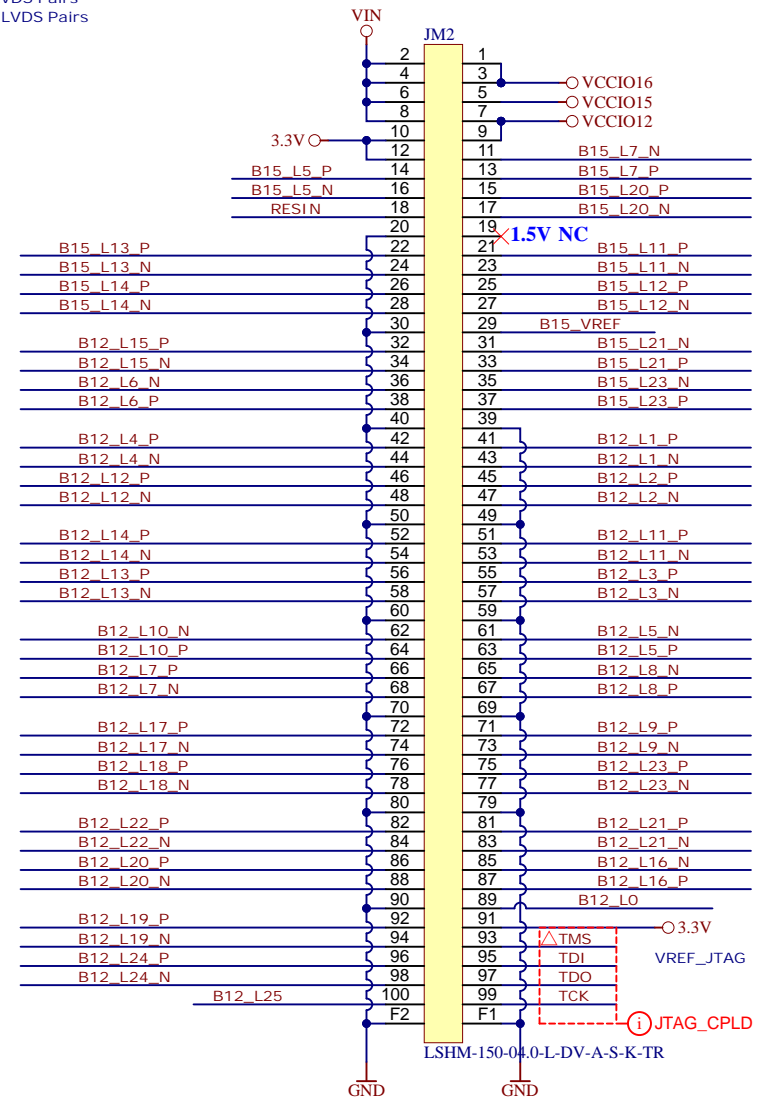 VDS Pairs
LVDS Pairs
VIN
JM2
2 1
4 3 VCCIO16
6 5 VCCIO15
8 7 VCCIO12
3.3V 10 9
12 11 B15_L7_N
B15_L5_P 14 13 B15_L7_P
B15_L5_N 16 15 B15_L20_P
RESIN 18 17 B15_L20_N
20 19 1.5V NC
B15_L13_P 22 21 B15_L11_P
B15_L13_N 24 23 B15_L11_N
B15_L14_P 26 25 B15_L12_P
B15_L14_N 28 27 B15_L12_N
30 29 B15_VREF
B12_L15_P 32 31 B15_L21_N
B12_L15_N 34 33 B15_L21_P
B12_L6_N 36 35 B15_L23_N
B12_L6_P 38 37 B15_L23_P
40 39
B12_L4_P 42 41 B12_L1_P
B12_L4_N 44 43 B12_L1_N
B12_L12_P 46 45 B12_L2_P
B12_L12_N 48 47 B12_L2_N
50 49
B12_L14_P 52 51 B12_L11_P
B12_L14_N 54 53 B12_L11_N
B12_L13_P 56 55 B12_L3_P
B12_L13_N 58 57 B12_L3_N
60 59
B12_L10_N 62 61 B12_L5_N
B12_L10_P 64 63 B12_L5_P
B12_L7_P 66 65 B12_L8_N
B12_L7_N 68 67 B12_L8_P
70 69
B12_L17_P 72 71 B12_L9_P
B12_L17_N 74 73 B12_L9_N
B12_L18_P 76 75 B12_L23_P
B12_L18_N 78 77 B12_L23_N
80 79
B12_L22_P 82 81 B12_L21_P
B12_L22_N 84 83 B12_L21_N
B12_L20_P 86 85 B12_L16_N
B12_L20_N 88 87 B12_L16_P
90 89 B12_L0
B12_L19_P 92 91 3.3V
B12_L19_N 94 93 TMS
B12_L24_P 96 95 TDI VREF_JTAG
B12_L24_N 98 97 TDO
B12_L25 100 99 TCK
F2 F1 i JTAG_CPLD
LSHM-150-04.0-L-DV-A-S-K-TR
GND GND